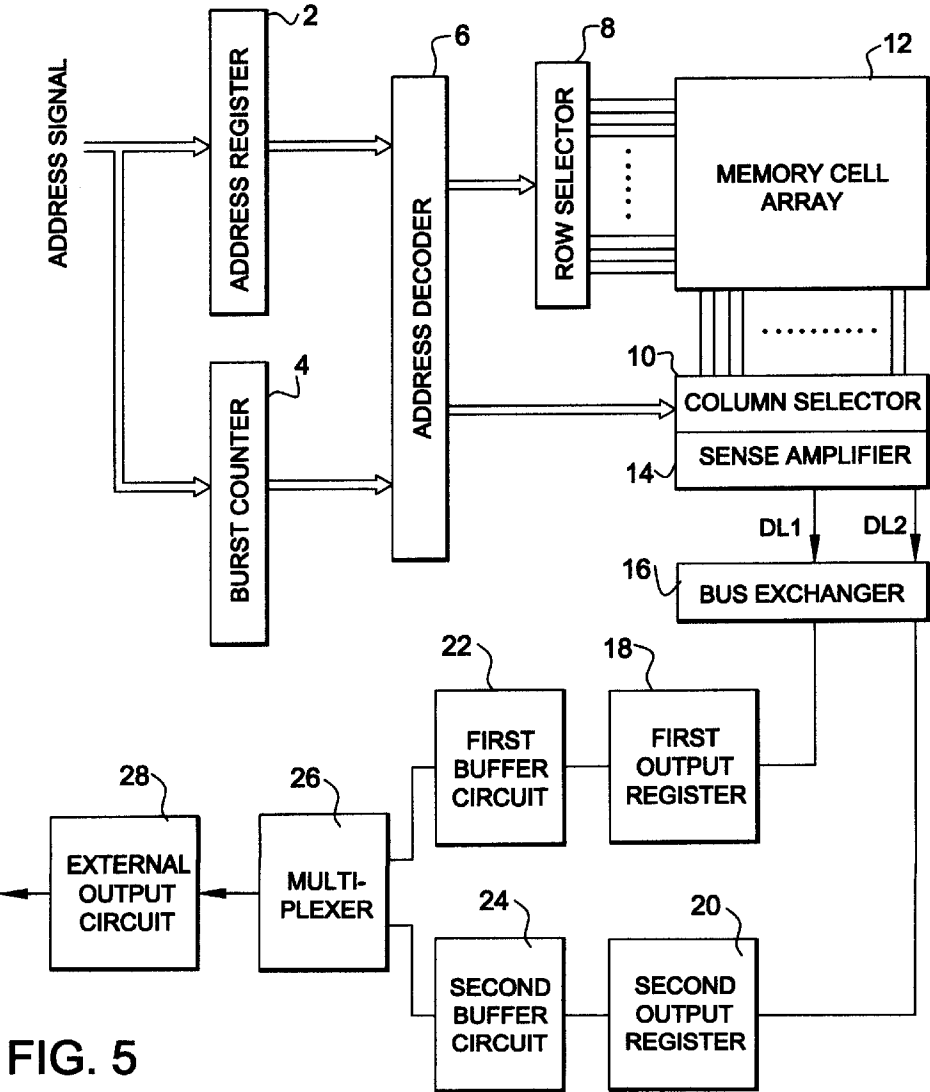 2
6
8
12
ADDRESS SIGNAL
ADDRESS REGISTER
ADDRESS DECODER
ROW SELECTOR
MEMORY CELL
ARRAY
4
BURST COUNTER
10
COLUMN SELECTOR
SENSE AMPLIFIER
14
DL1
DL2
16
BUS EXCHANGER
22
18
FIRST
BUFFER
CIRCUIT
FIRST
OUTPUT
REGISTER
28
26
EXTERNAL
OUTPUT
CIRCUIT
MULTI-
PLEXER
24
20
SECOND
BUFFER
CIRCUIT
SECOND
OUTPUT
REGISTER
FIG. 5